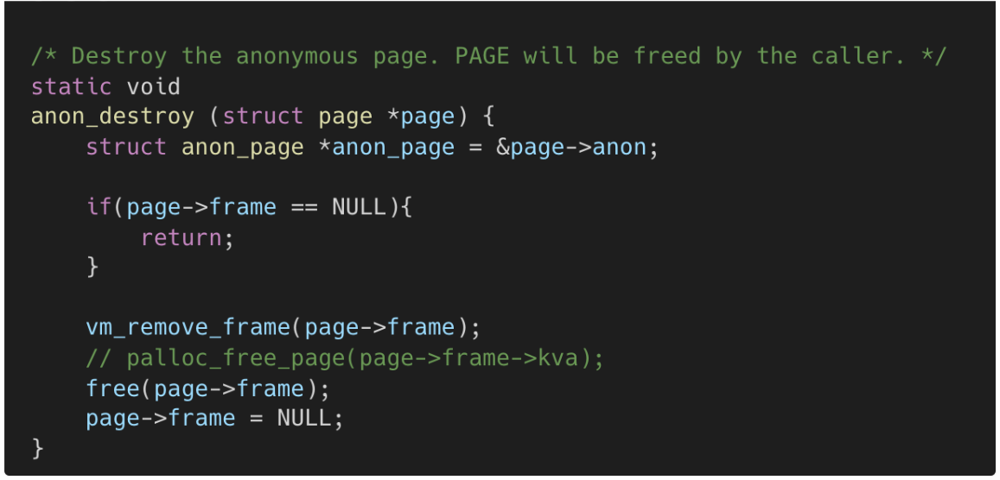 /* Destroy the anonymous page. PAGE will be freed by the caller. */
static void
anon_destroy (struct page *page) {
    struct anon_page *anon_page = &page->anon;

    if(page->frame == NULL){
        return;
    }

    vm_remove_frame(page->frame);
    // palloc_free_page(page->frame->kva);
    free(page->frame);
    page->frame = NULL;
}